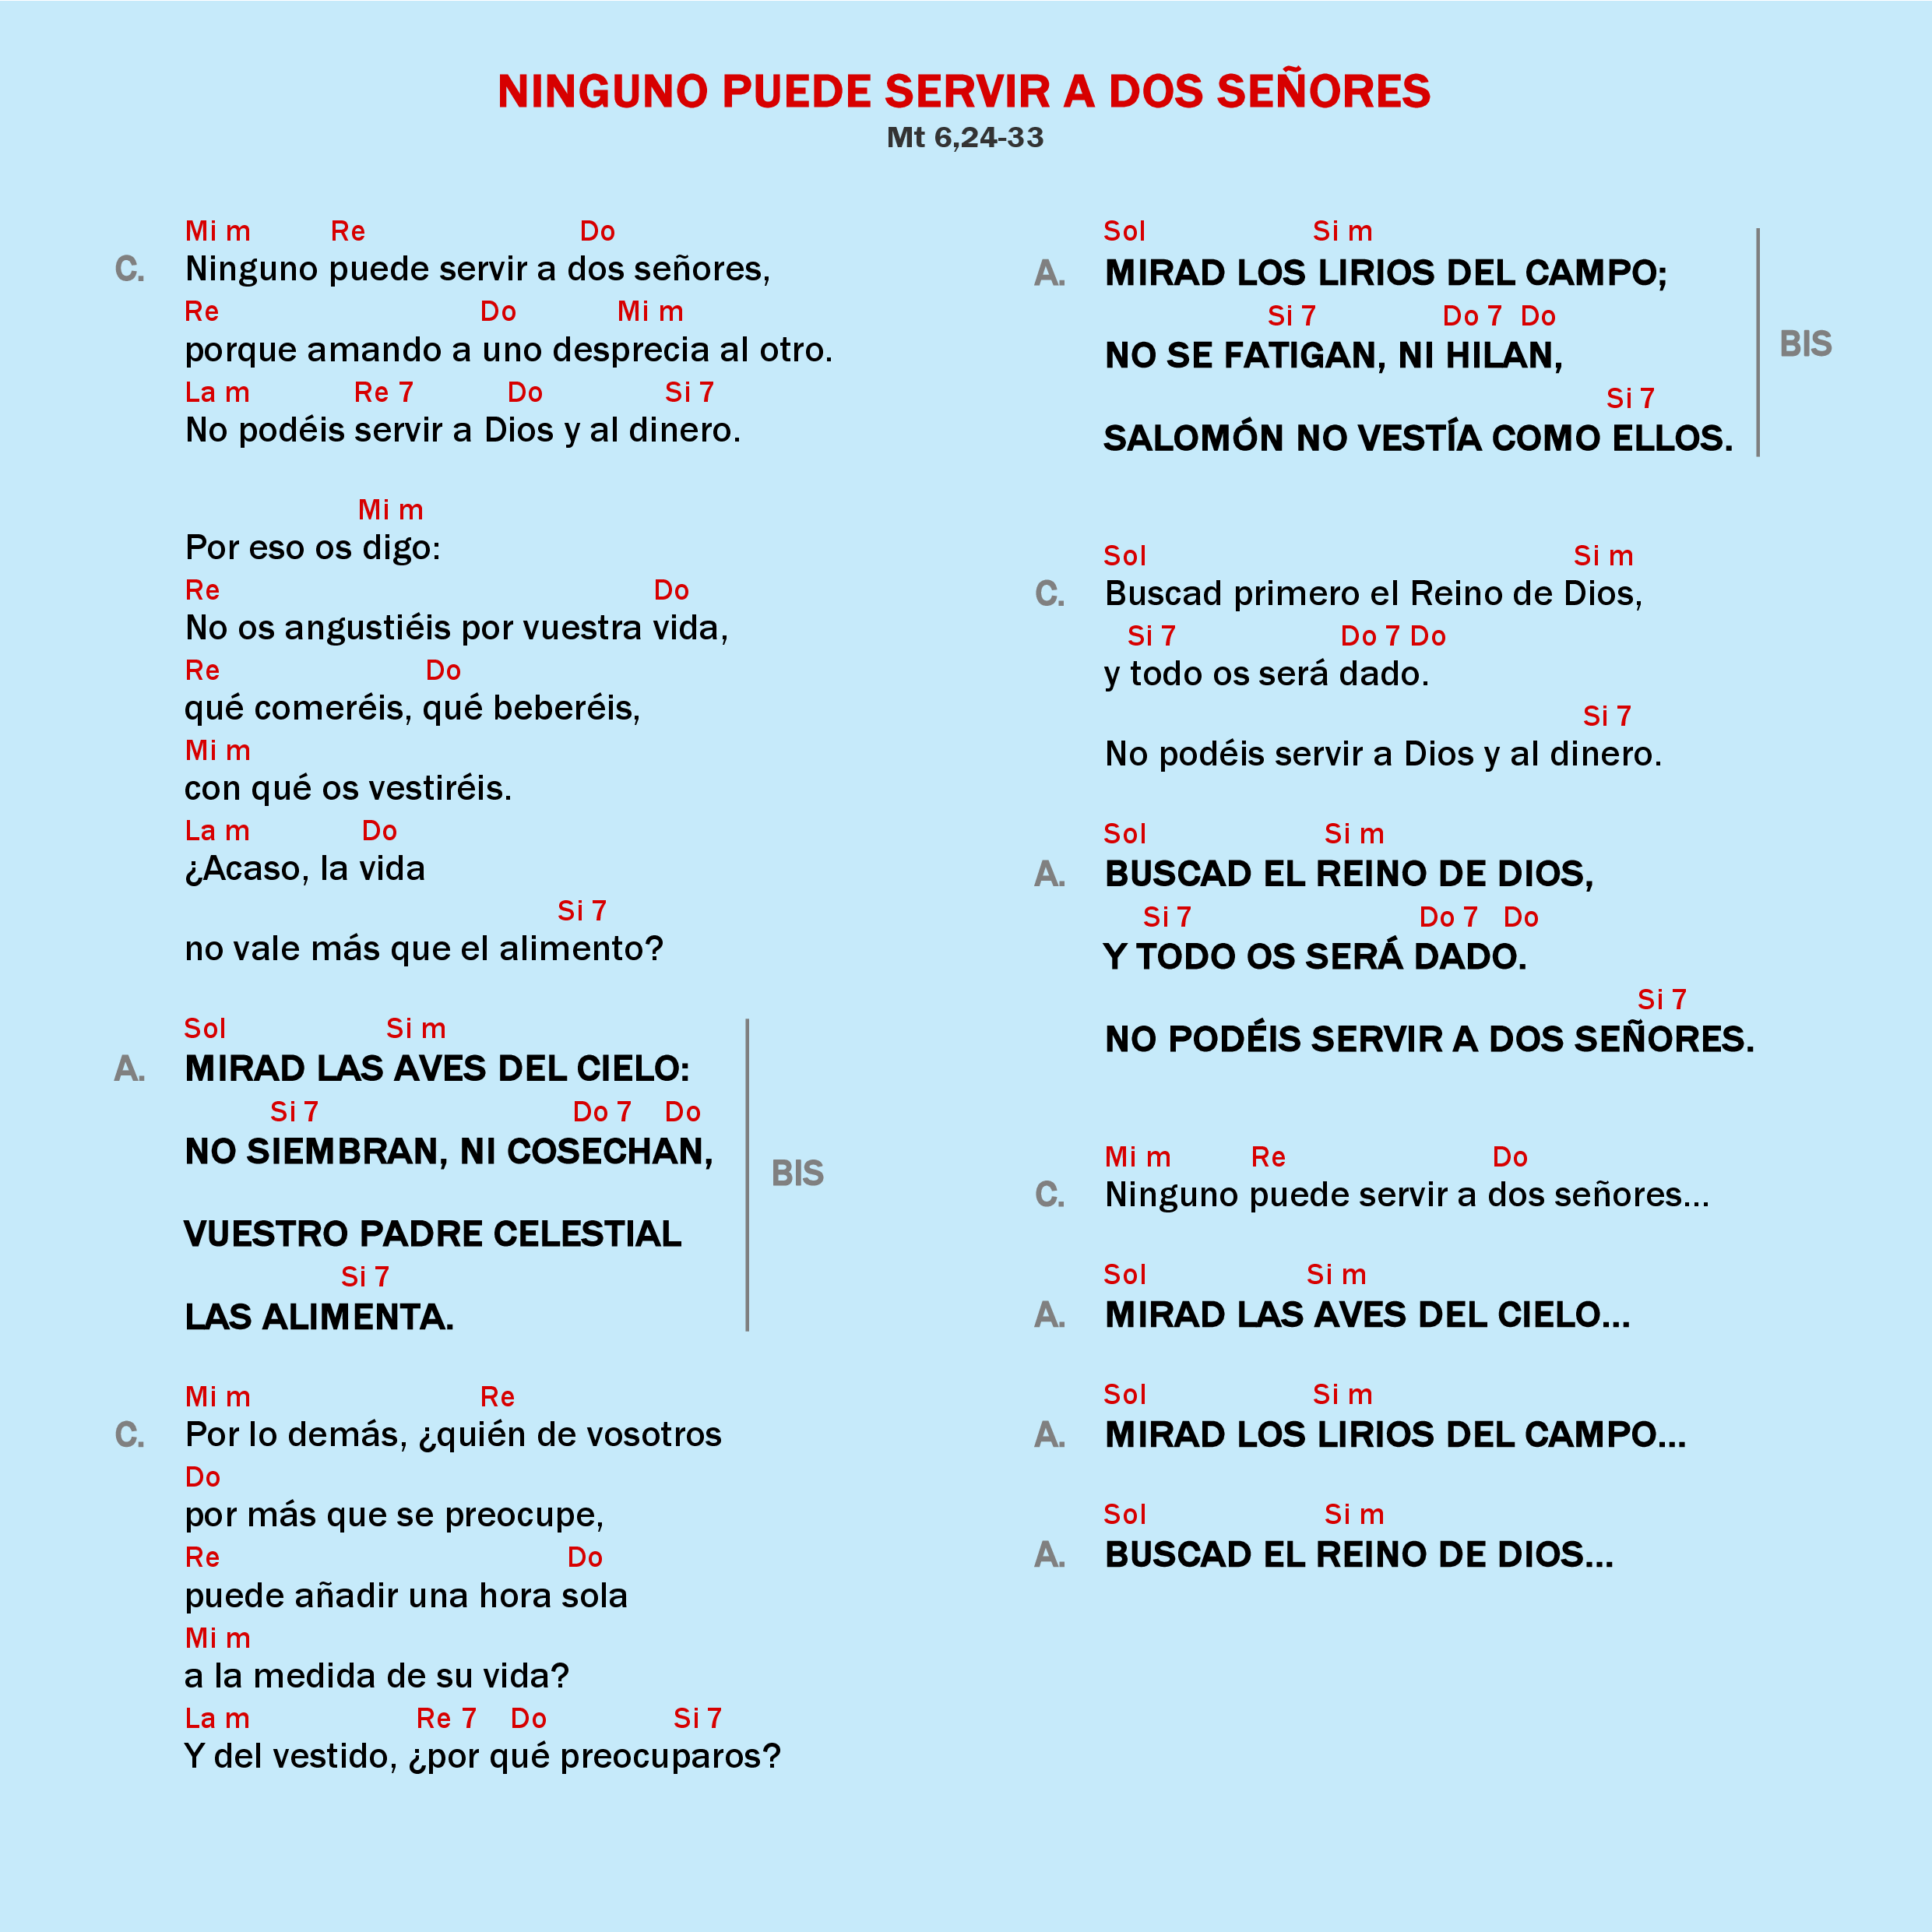 NINGUNO PUEDE SERVIR A DOS SEÑORES
Mt 6,24-33
Mi m Re Do
C. Ninguno puede servir a dos señores,
Re Do Mi m
porque amando a uno desprecia al otro.
La m Re 7 Do Si 7
No podéis servir a Dios y al dinero.
Mi m
Por eso os digo:
Re Do
No os angustiéis por vuestra vida,
Re Do
qué comeréis, qué beberéis,
Mi m
con qué os vestiréis.
La m Do
¿Acaso, la vida
Si 7
no vale más que el alimento?
Sol Si m
A. MIRAD LAS AVES DEL CIELO:
Si 7 Do 7 Do
NO SIEMBRAN, NI COSECHAN,
BIS
VUESTRO PADRE CELESTIAL
Si 7
LAS ALIMENTA.
Mi m Re
C. Por lo demás, ¿quién de vosotros
Do
por más que se preocupe,
Re Do
puede añadir una hora sola
Mi m
a la medida de su vida?
La m Re 7 Do Si 7
Y del vestido, ¿por qué preocuparos?
Sol Si m
A. MIRAD LOS LIRIOS DEL CAMPO;
Si 7 Do 7 Do
NO SE FATIGAN, NI HILAN,
BIS
Si 7
SALOMÓN NO VESTÍA COMO ELLOS.
Sol Si m
C. Buscad primero el Reino de Dios,
Si 7 Do 7 Do
y todo os será dado.
Si 7
No podéis servir a Dios y al dinero.
Sol Si m
A. BUSCAD EL REINO DE DIOS,
Si 7 Do 7 Do
Y TODO OS SERÁ DADO.
Si 7
NO PODÉIS SERVIR A DOS SEÑORES.
Mi m Re Do
C. Ninguno puede servir a dos señores...
Sol Si m
A. MIRAD LAS AVES DEL CIELO...
Sol Si m
A. MIRAD LOS LIRIOS DEL CAMPO...
Sol Si m
A. BUSCAD EL REINO DE DIOS...